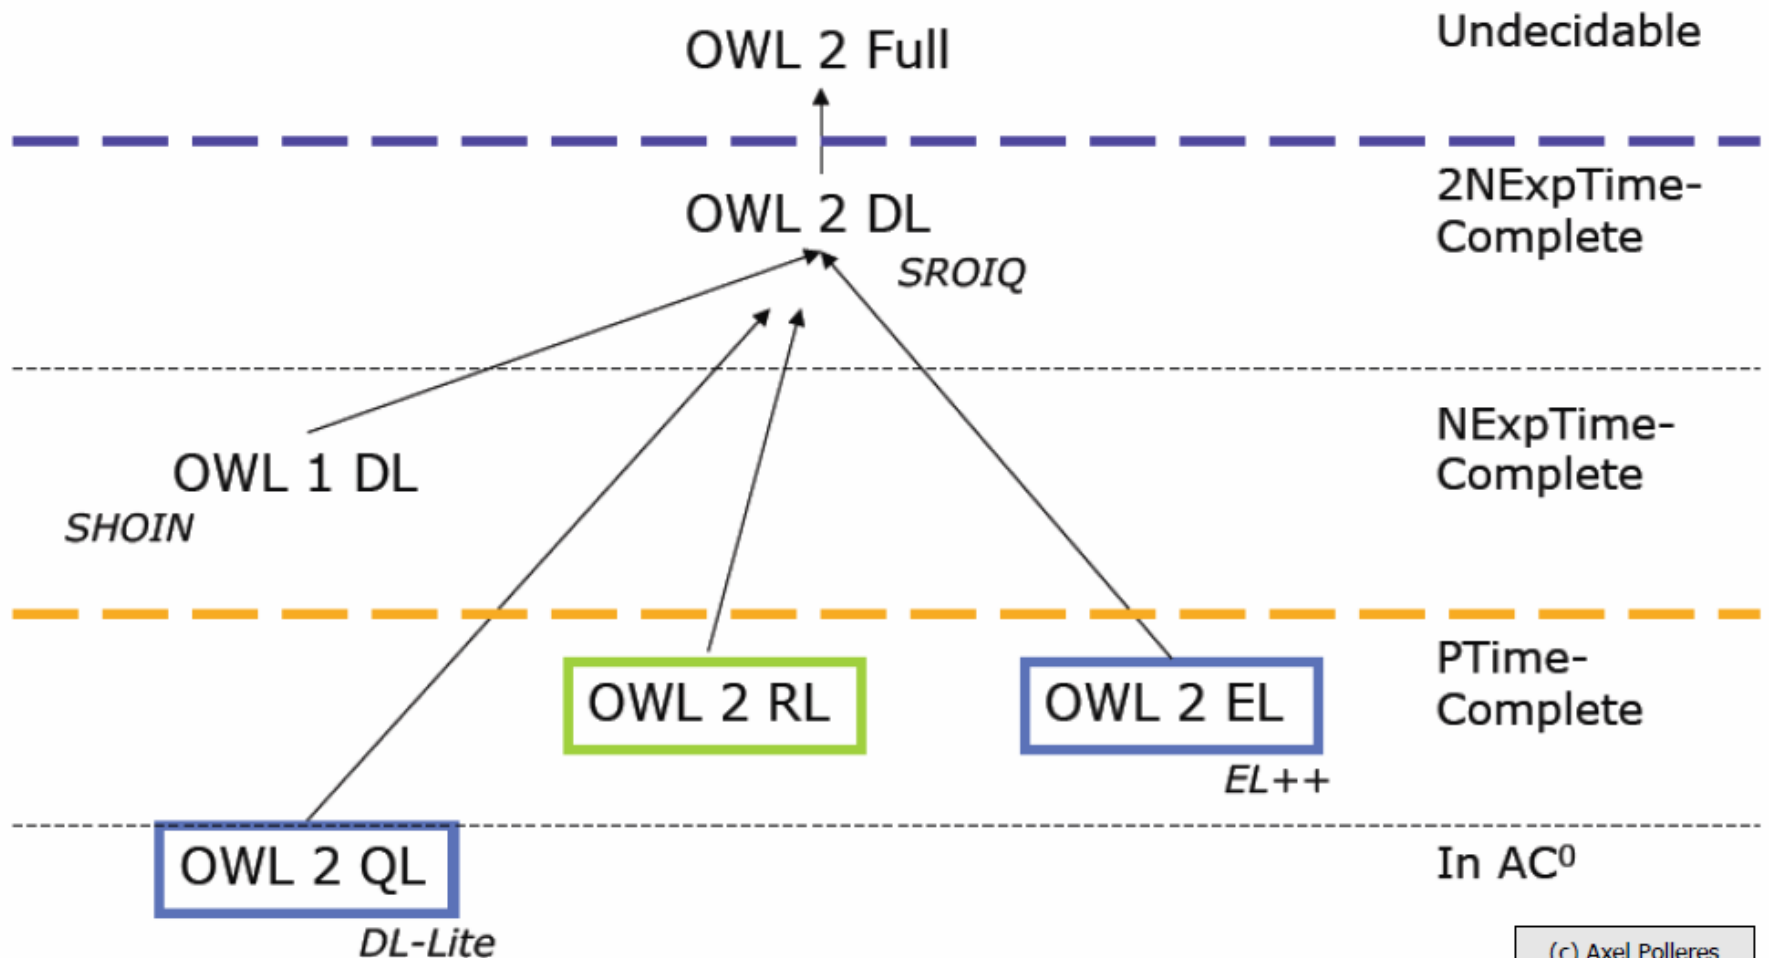 OWL 2 Full
Undecidable
OWL 2 DL
SROIQ
2NExpTime-
Complete
OWL 1 DL
SHOIN
NExpTime-
Complete
OWL 2 RL
OWL 2 EL
EL++
PTime-
Complete
OWL 2 QL
DL-Lite
In AC⁰
(c) Axel Polleres